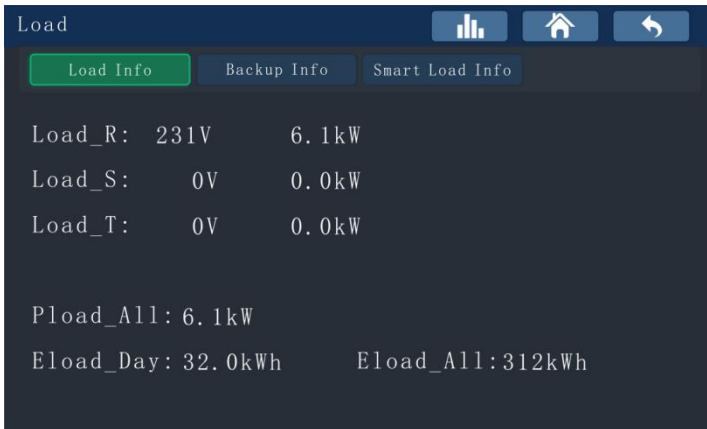 Load
Load Info Backup Info Smart Load Info
Load_R: 231V 6.1kW
Load_S: 0V 0.0kW
Load_T: 0V 0.0kW
Pload_All: 6.1kW
Eload_Day: 32.0kWh Eload_All:312kWh